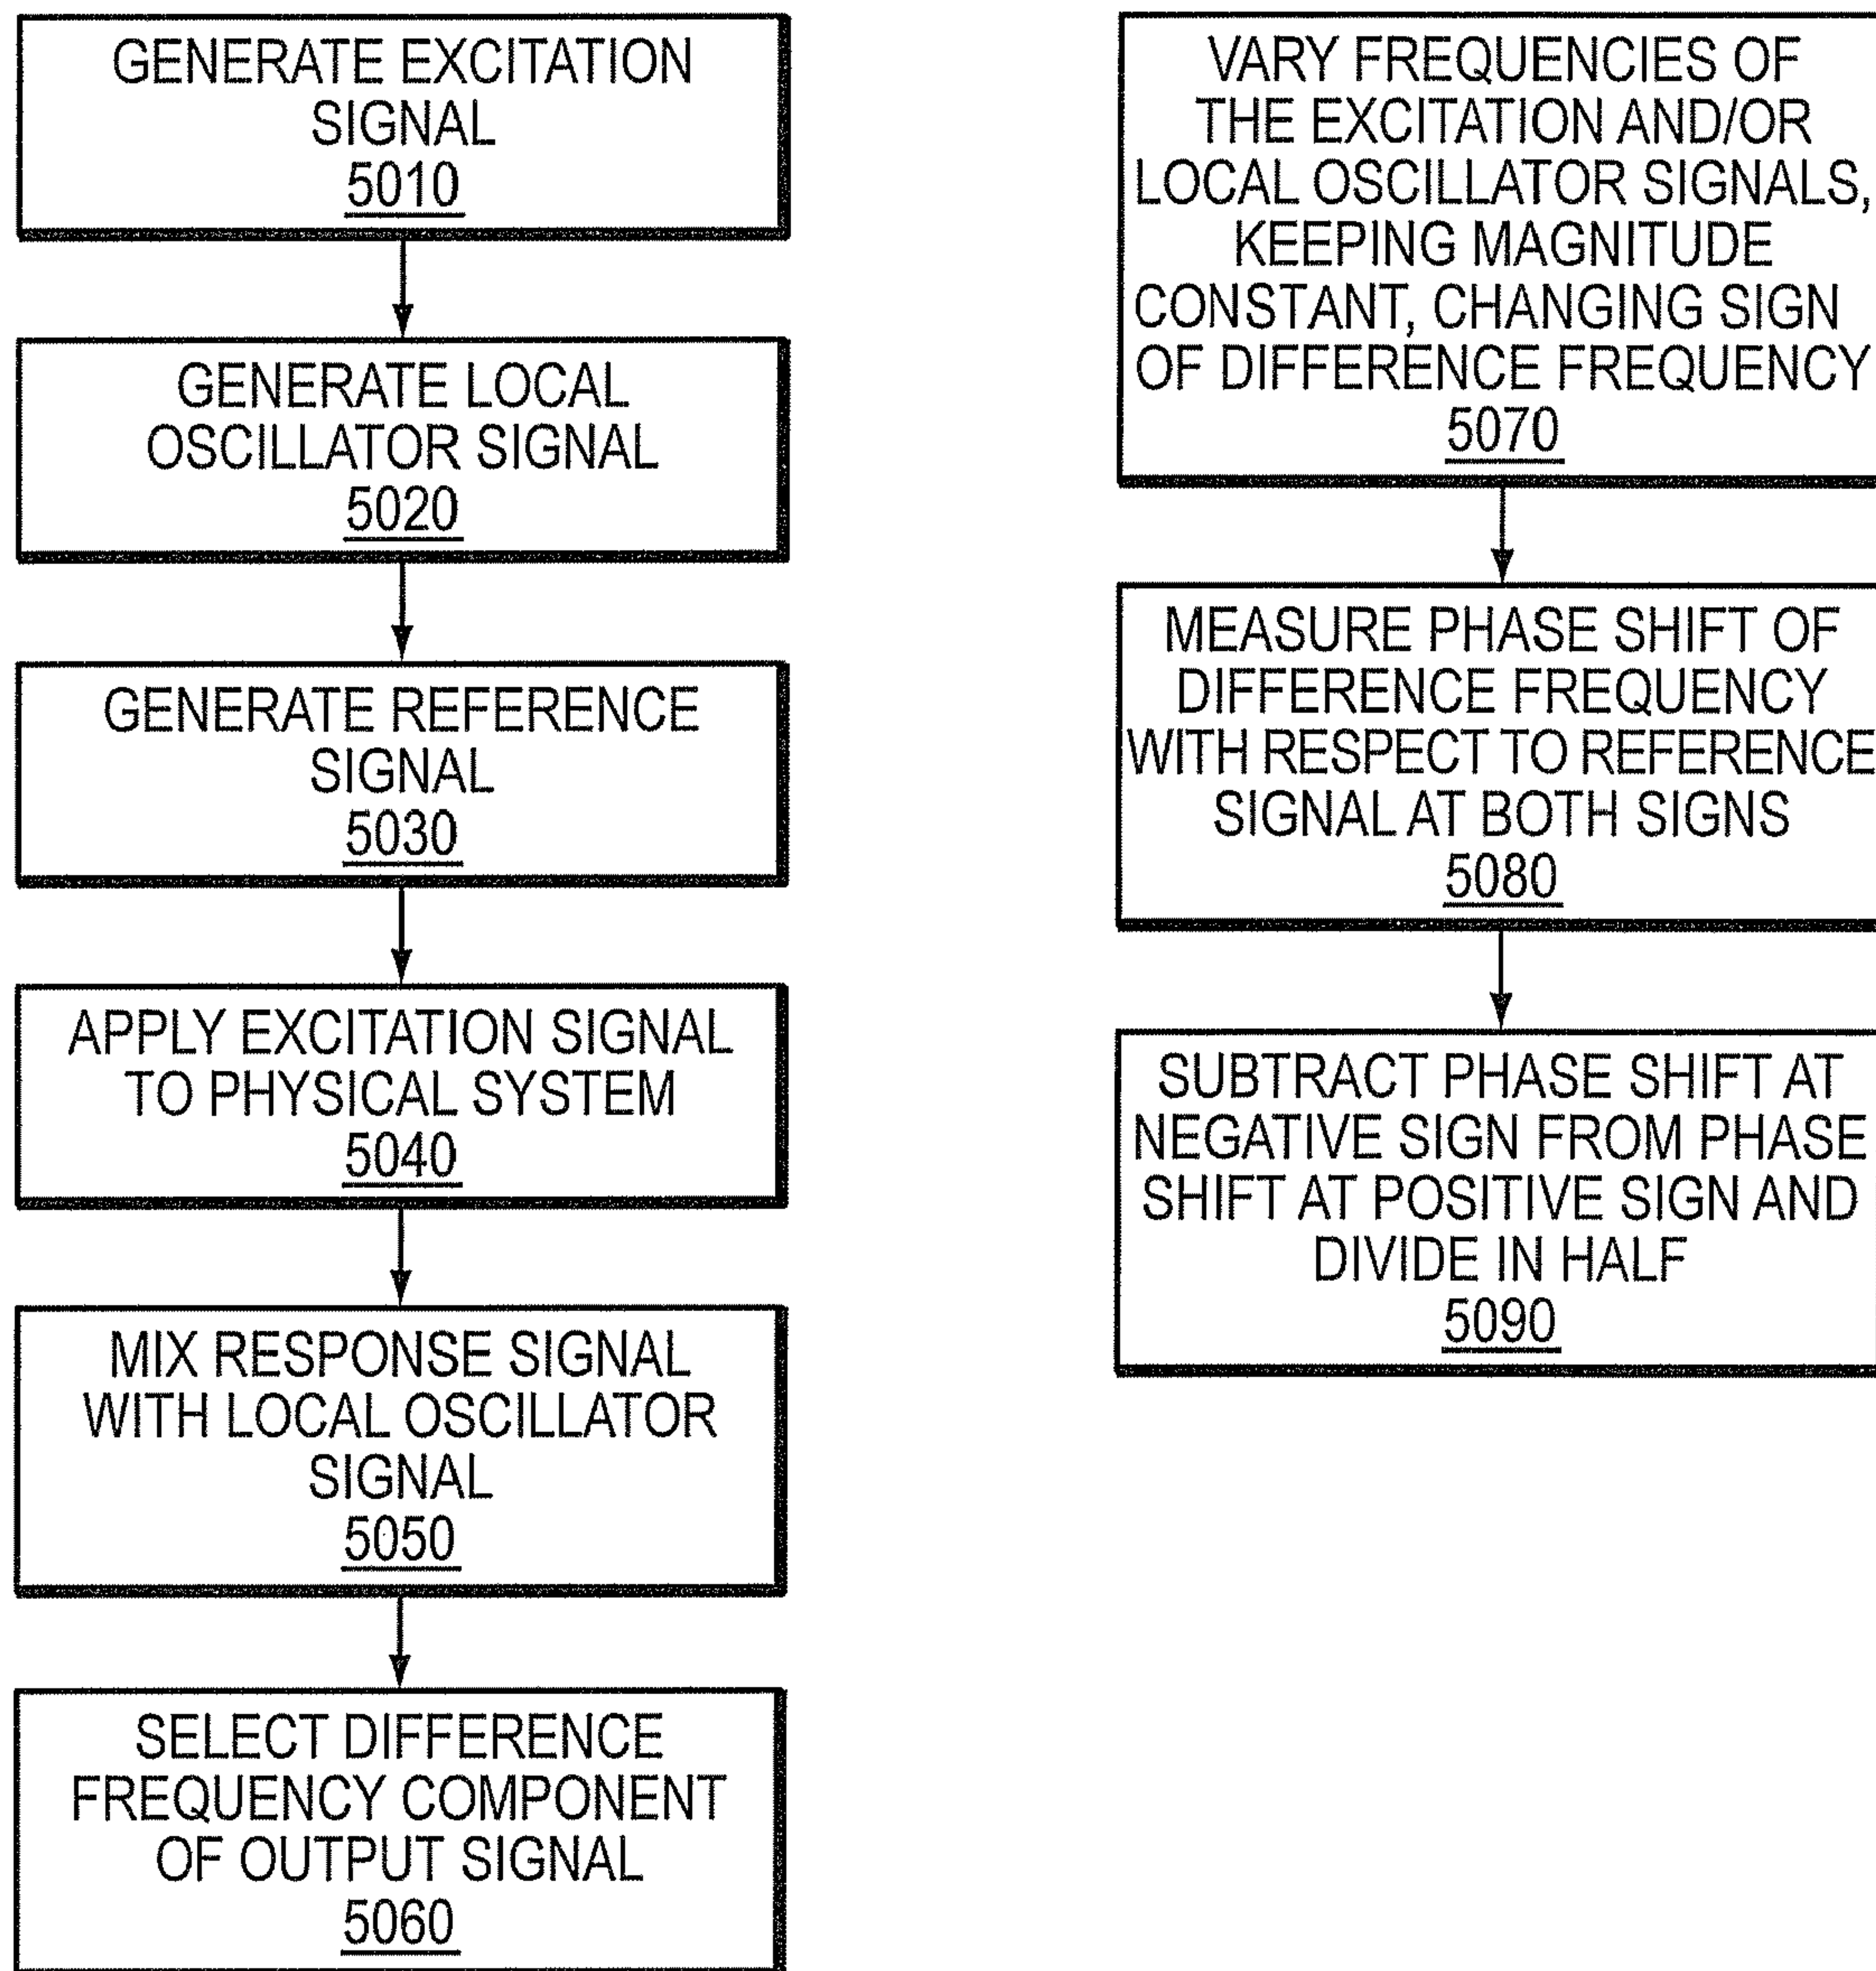 GENERATE EXCITATION
SIGNAL
5010
GENERATE LOCAL
OSCILLATOR SIGNAL
5020
GENERATE REFERENCE
SIGNAL
5030
APPLY EXCITATION SIGNAL
TO PHYSICAL SYSTEM
5040
MIX RESPONSE SIGNAL
WITH LOCAL OSCILLATOR
SIGNAL
5050
SELECT DIFFERENCE
FREQUENCY COMPONENT
OF OUTPUT SIGNAL
5060
VARY FREQUENCIES OF
THE EXCITATION AND/OR
LOCAL OSCILLATOR SIGNALS,
KEEPING MAGNITUDE
CONSTANT, CHANGING SIGN
OF DIFFERENCE FREQUENCY
5070
MEASURE PHASE SHIFT OF
DIFFERENCE FREQUENCY
WITH RESPECT TO REFERENCE
SIGNAL AT BOTH SIGNS
5080
SUBTRACT PHASE SHIFT AT
NEGATIVE SIGN FROM PHASE
SHIFT AT POSITIVE SIGN AND
DIVIDE IN HALF
5090